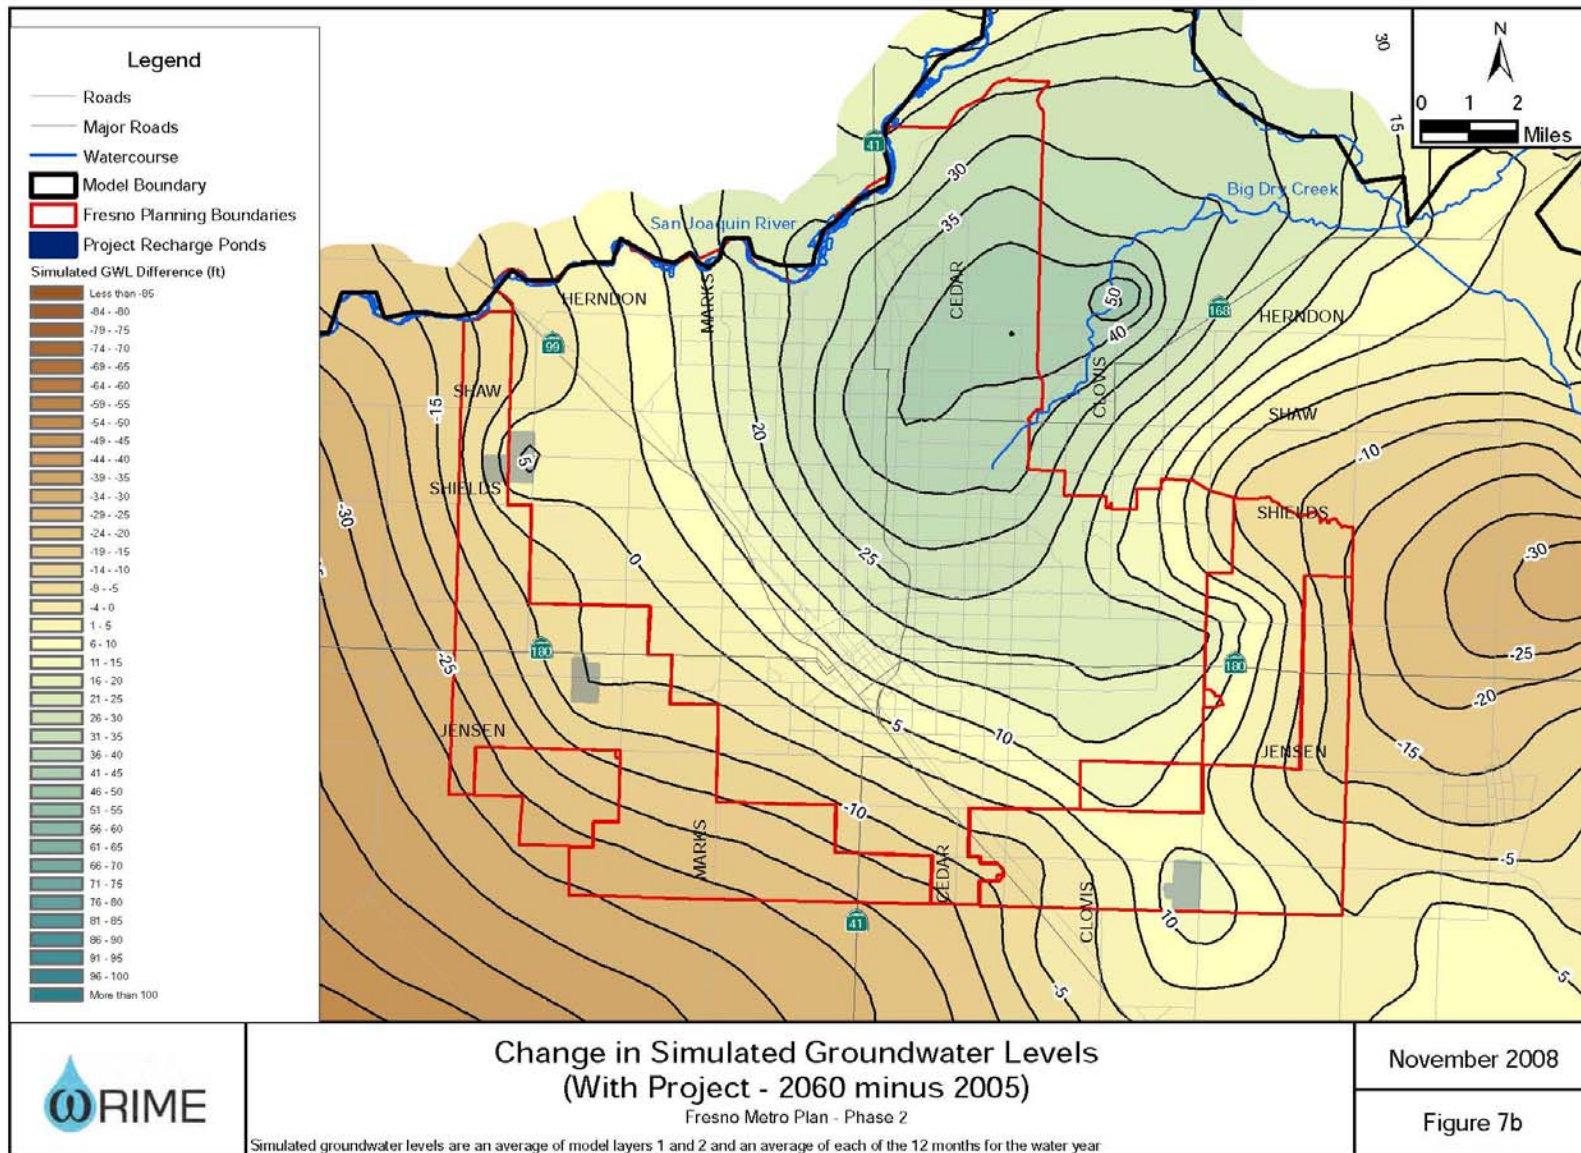 Legend
Roads
Major Roads
Watercourse
Model Boundary
Fresno Planning Boundaries
Project Recharge Ponds
Simulated GWL Difference (ft)
Less than -85
-84 - -80
-79 - -75
-74 - -70
-69 - -65
-64 - -60
-59 - -55
-54 - -50
-49 - -45
-44 - -40
-39 - -35
-34 - -30
-29 - -25
-24 - -20
-19 - -15
-14 - -10
-9 - -5
-4 - 0
1 - 5
6 - 10
11 - 15
16 - 20
21 - 25
26 - 30
31 - 35
36 - 40
41 - 45
46 - 50
51 - 55
56 - 60
61 - 65
66 - 70
71 - 75
76 - 80
81 - 85
86 - 90
91 - 95
96 - 100
More than 100
N
0 1 2
Miles
30
15
41
30
Big Dry Creek
35
San Joaquin River
CEDAR
MARKS
HERNDON
50
168
HERNDON
99
40
CLOVIS
SHAW
-15
SHAW
20
-10
5
SHIELDS
-30
SHIELDS
25
0
-30
180
-25
180
-25
-20
JENSEN
-5
10
JENSEN
-15
-10
MARKS
CEDAR
-5
CLOVIS
41
10
-5
5
WRIME
Change in Simulated Groundwater Levels
(With Project - 2060 minus 2005)
Fresno Metro Plan - Phase 2
Simulated groundwater levels are an average of model layers 1 and 2 and an average of each of the 12 months for the water year
November 2008
Figure 7b